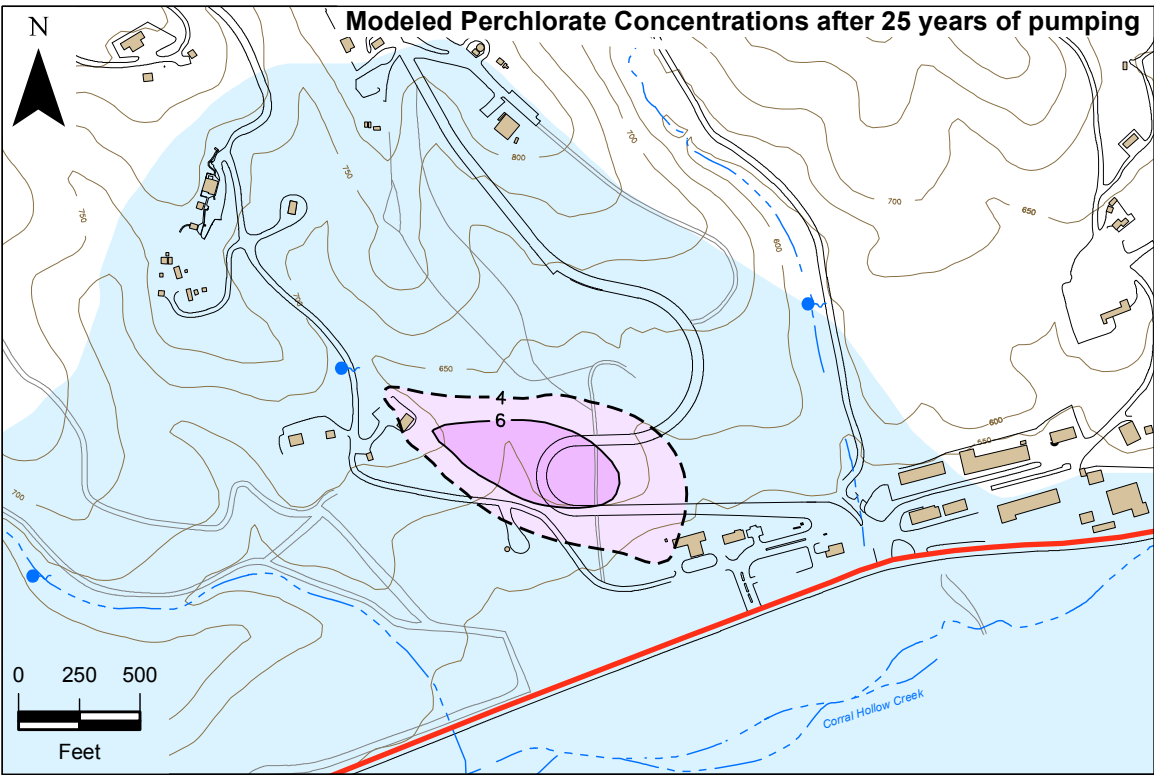 Modeled Perchlorate Concentrations after 25 years of pumping
N
800
700
750
700
650
750
600
700
650
4
6
600
550
700
0 250 500
Feet
Corral Hollow Creek